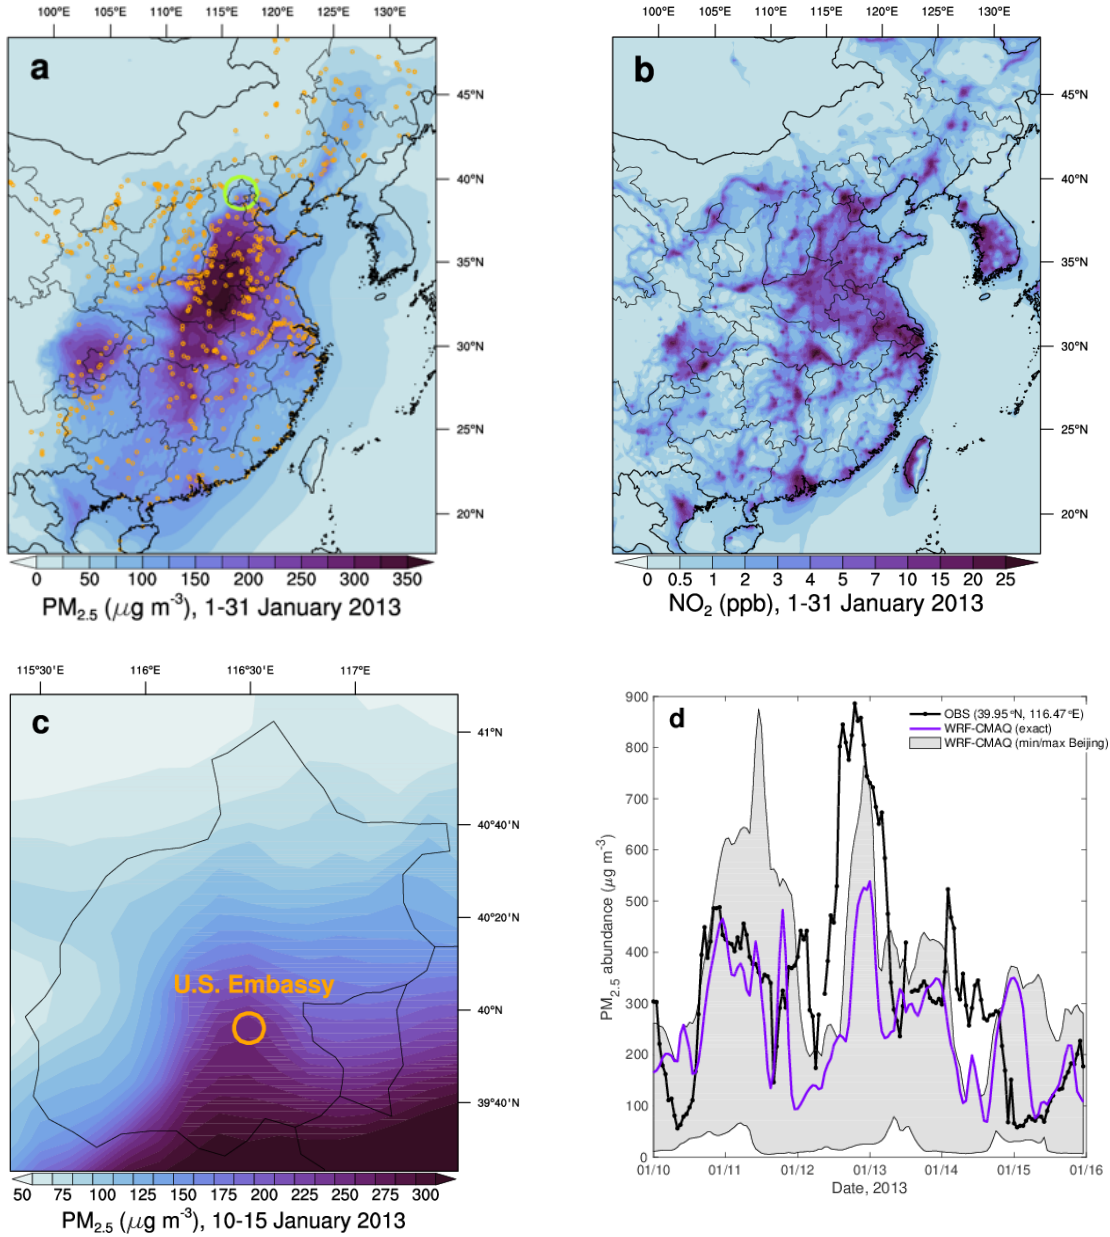 100°E 105°E 110°E 115°E 120°E 125°E 130°E
a
45°N
40°N
35°N
30°N
25°N
20°N
0 50 100 150 200 250 300 350
PM2.5 (μg m-3), 1-31 January 2013
100°E 105°E 110°E 115°E 120°E 125°E 130°E
b
45°N
40°N
35°N
30°N
25°N
20°N
0 0.5 1 2 3 4 5 7 10 15 20 25
NO2 (ppb), 1-31 January 2013
115°30'E 116°E 116°30'E 117°E
c
41°N
40°40'N
40°20'N
U.S. Embassy
40°N
39°40'N
50 75 100 125 150 175 200 225 250 275 300
PM2.5 (μg m-3), 10-15 January 2013
d
OBS (39.95°N, 116.47°E)
WRF-CMAQ (exact)
WRF-CMAQ (min/max Beijing)
900
800
700
600
500
400
300
200
100
0
PM2.5 abundance (μg m-3)
01/10 01/11 01/12 01/13 01/14 01/15 01/16
Date, 2013